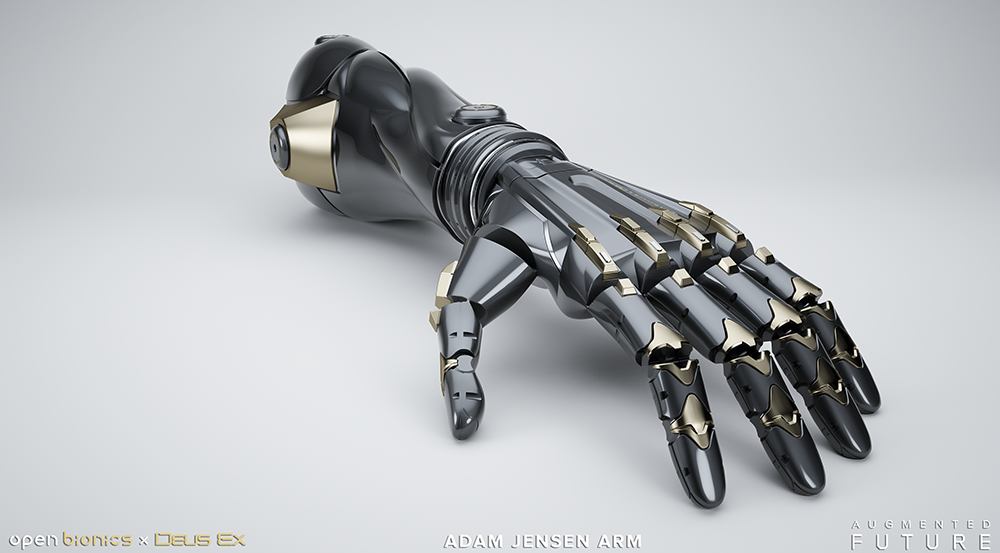 open bionics x Deus Ex
ADAM JENSEN ARM
AUGMENTED
FUTURE